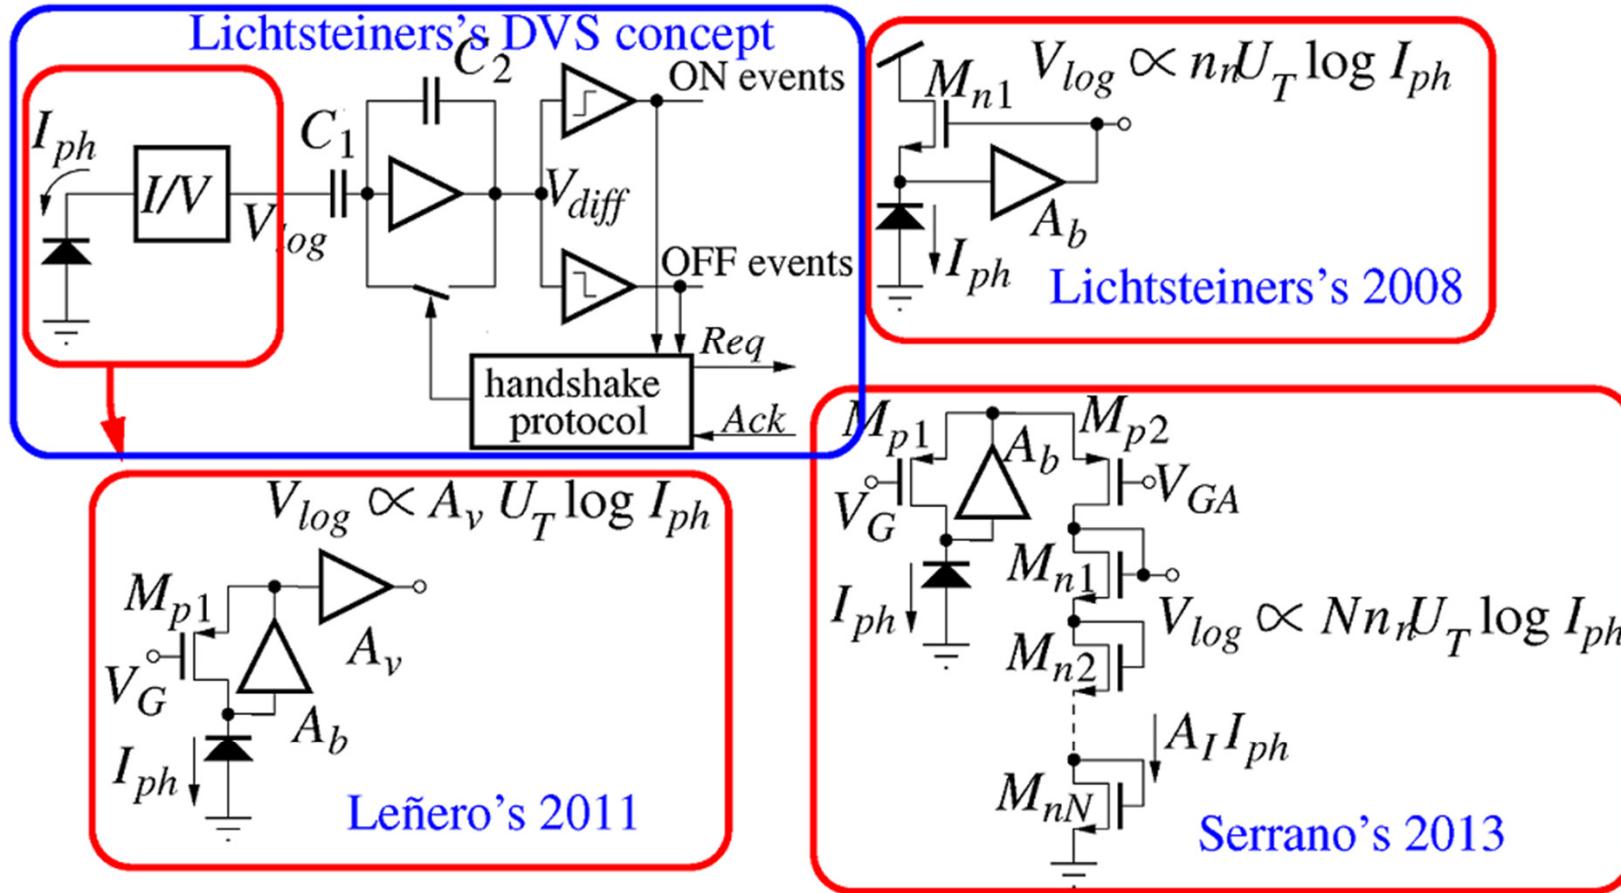 Lichtsteiners's DVS concept
C2
ON events
Iph
C1
I/V
Vlog
Vdiff
OFF events
Req
handshake
protocol
Ack
Mn1
Vlog ∝ nnUT log Iph
Ab
Iph
Lichtsteiners's 2008
Vlog ∝ Av UT log Iph
Mp1
Av
VG
Ab
Iph
Leñero's 2011
Mp1
Ab
Mp2
VG
VGA
Mn1
Iph
Vlog ∝ NnnUT log Iph
Mn2
AI Iph
MnN
Serrano's 2013